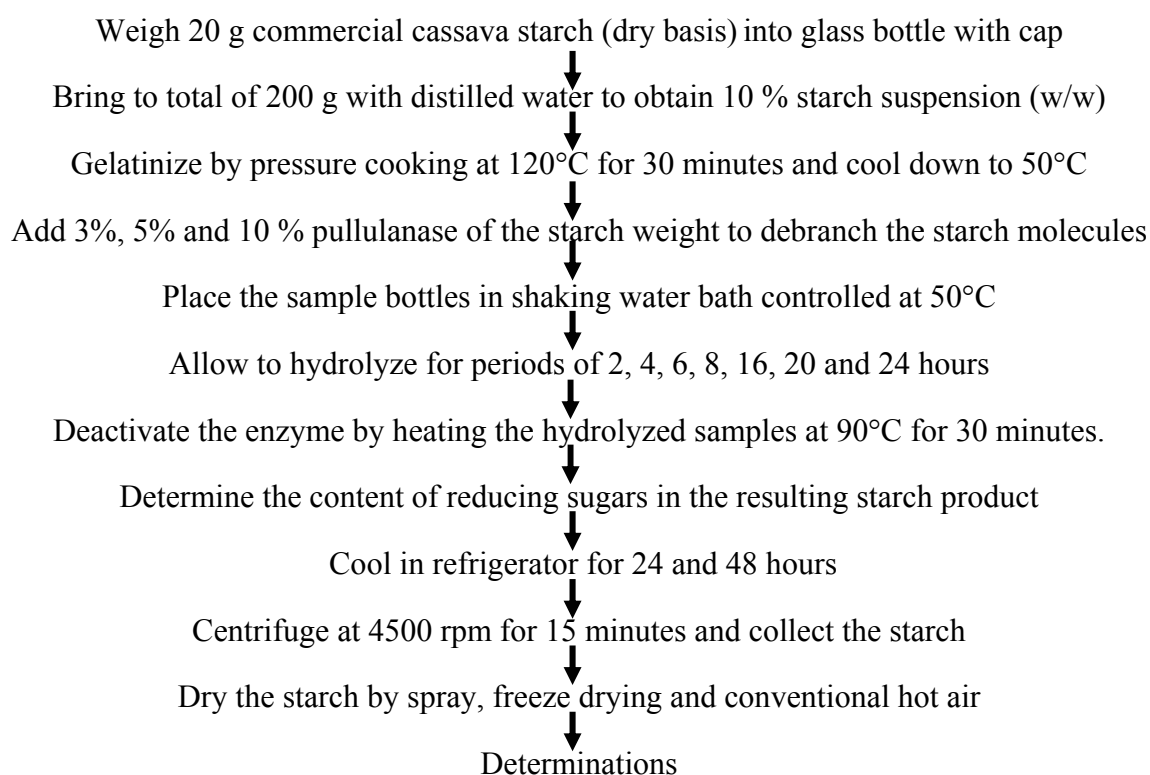 Weigh 20 g commercial cassava starch (dry basis) into glass bottle with cap
Bring to total of 200 g with distilled water to obtain 10 % starch suspension (w/w)
Gelatinize by pressure cooking at 120°C for 30 minutes and cool down to 50°C
Add 3%, 5% and 10 % pullulanase of the starch weight to debranch the starch molecules
Place the sample bottles in shaking water bath controlled at 50°C
Allow to hydrolyze for periods of 2, 4, 6, 8, 16, 20 and 24 hours
Deactivate the enzyme by heating the hydrolyzed samples at 90°C for 30 minutes.
Determine the content of reducing sugars in the resulting starch product
Cool in refrigerator for 24 and 48 hours
Centrifuge at 4500 rpm for 15 minutes and collect the starch
Dry the starch by spray, freeze drying and conventional hot air
Determinations